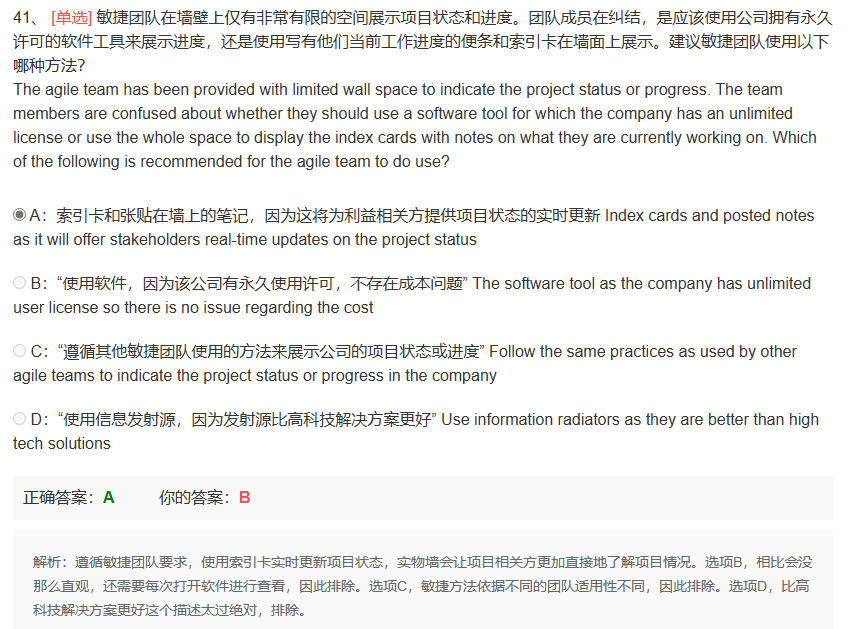 41、 [单选] 敏捷团队在墙壁上仅有非常有限的空间展示项目状态和进度。团队成员在纠结，是应该使用公司拥有永久
许可的软件工具来展示进度，还是使用写有他们当前工作进度的便条和索引卡在墙面上展示。建议敏捷团队使用以下
哪种方法？
The agile team has been provided with limited wall space to indicate the project status or progress. The team
members are confused about whether they should use a software tool for which the company has an unlimited
license or use the whole space to display the index cards with notes on what they are currently working on. Which
of the following is recommended for the agile team to do use?
A：索引卡和张贴在墙上的笔记，因为这将为利益相关方提供项目状态的实时更新 Index cards and posted notes
as it will offer stakeholders real-time updates on the project status
B：“使用软件，因为该公司有永久使用许可，不存在成本问题” The software tool as the company has unlimited
user license so there is no issue regarding the cost
C：“遵循其他敏捷团队使用的方法来展示公司的项目状态或进度” Follow the same practices as used by other
agile teams to indicate the project status or progress in the company
D：“使用信息发射源，因为发射源比高科技解决方案更好” Use information radiators as they are better than high
tech solutions
正确答案：A 你的答案：B
解析：遵循敏捷团队要求，使用索引卡实时更新项目状态，实物墙会让项目相关方更加直接地了解项目情况。选项B，相比会没
那么直观，还需要每次打开软件进行查看，因此排除。选项C，敏捷方法依据不同的团队适用性不同，因此排除。选项D，比高
科技解决方案更好这个描述太过绝对，排除。